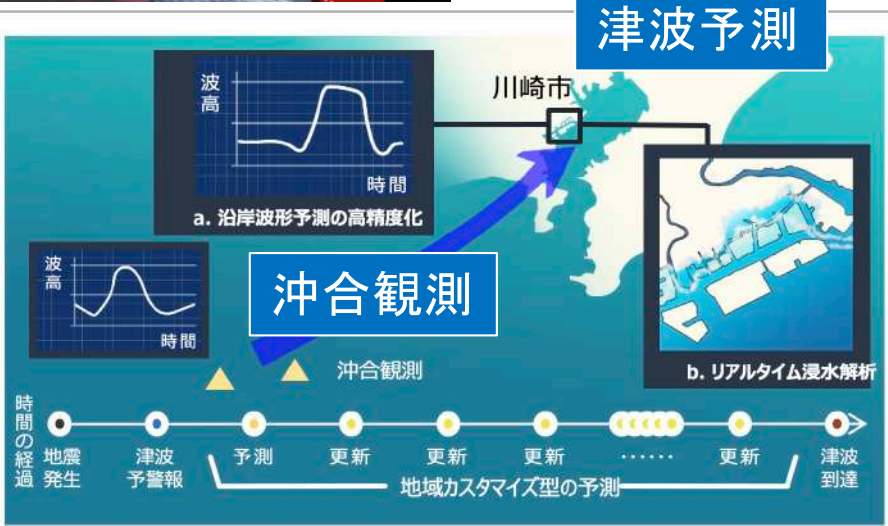 津波予測
波高
時間
a. 沿岸波形予測の高精度化
川崎市
波高
時間
沖合観測
b. リアルタイム浸水解析
沖合観測
時間の経過
地震発生
津波予警報
予測
更新
更新
更新
……
更新
津波到達
地域カスタマイズ型の予測